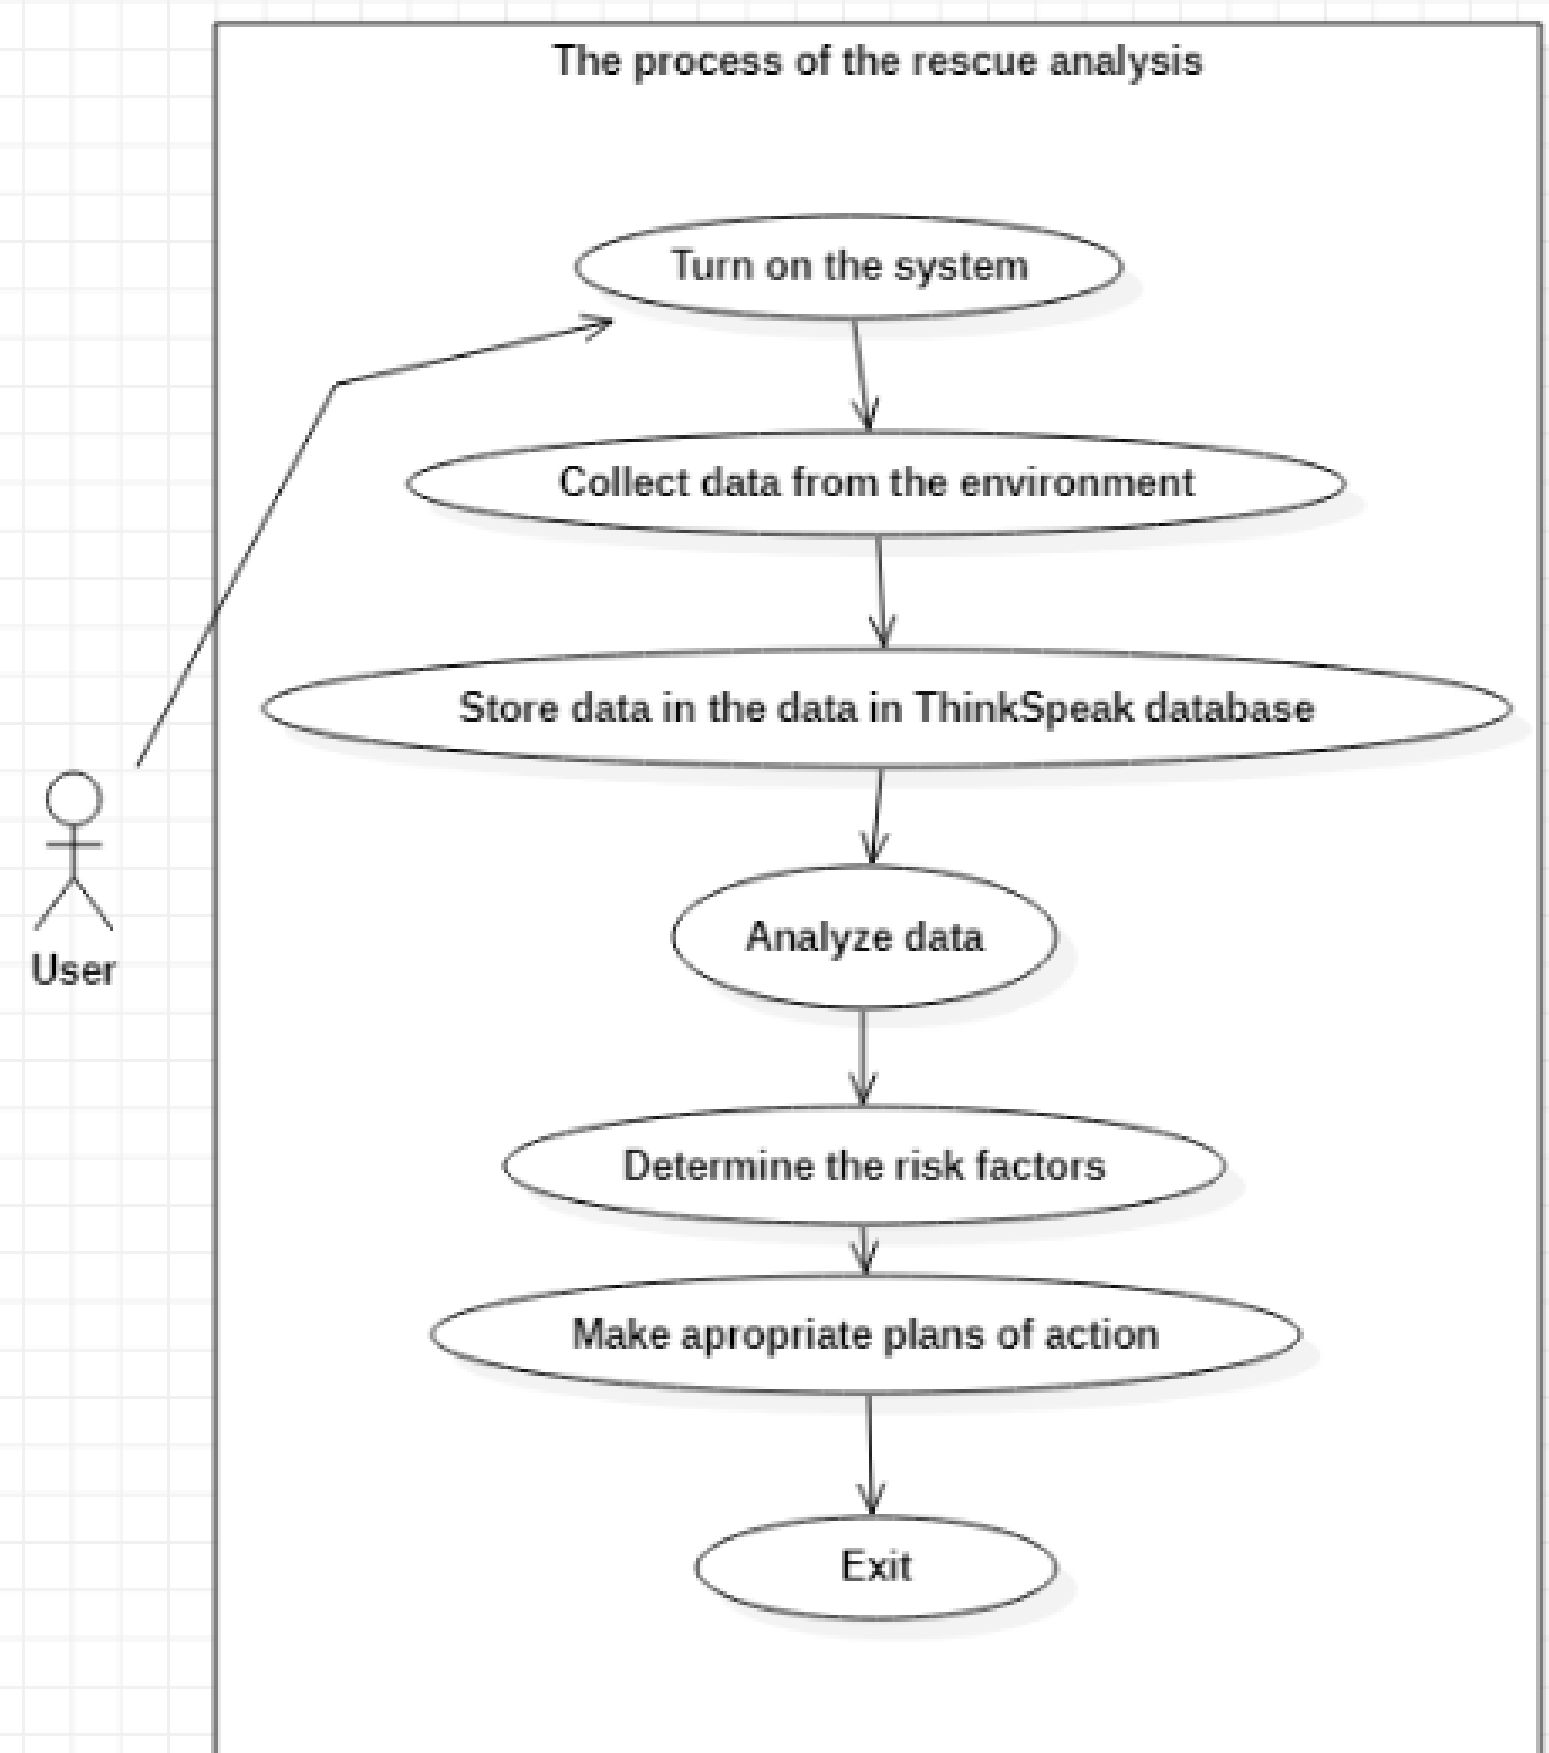 The process of the rescue analysis
Turn on the system
Collect data from the environment
Store data in the data in ThinkSpeak database
Analyze data
User
Determine the risk factors
Make apropriate plans of action
Exit